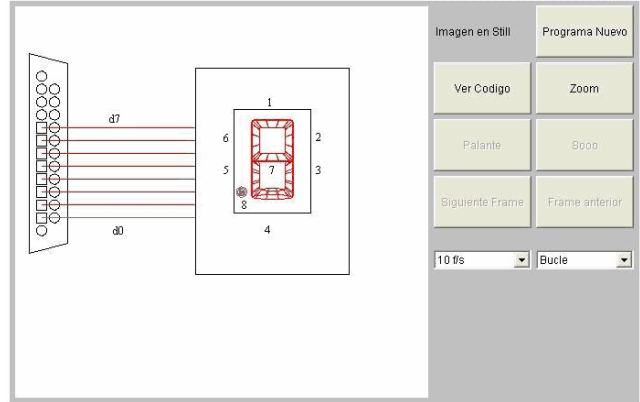 Imagen en Still
Programa Nuevo
Ver Codigo
Zoom
Palante
Booo
Siguiente Frame
Frame anterior
10 f/s
Bucle
d7
1
6
2
5
7
3
8
d0
4